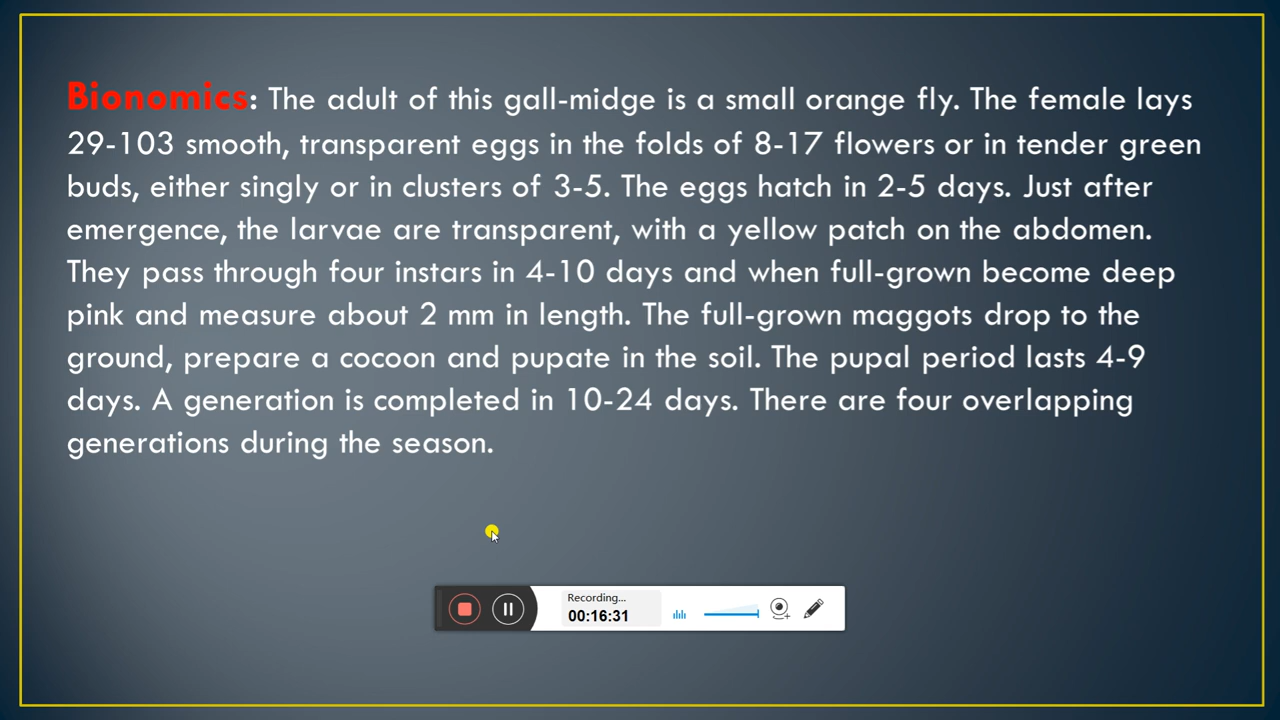 Bionomics: The adult of this gall-midge is a small orange fly. The female lays
29-103 smooth, transparent eggs in the folds of 8-17 flowers or in tender green
buds, either singly or in clusters of 3-5. The eggs hatch in 2-5 days. Just after
emergence, the larvae are transparent, with a yellow patch on the abdomen.
They pass through four instars in 4-10 days and when full-grown become deep
pink and measure about 2 mm in length. The full-grown maggots drop to the
ground, prepare a cocoon and pupate in the soil. The pupal period lasts 4-9
days. A generation is completed in 10-24 days. There are four overlapping
generations during the season.
Recording...
00:16:31